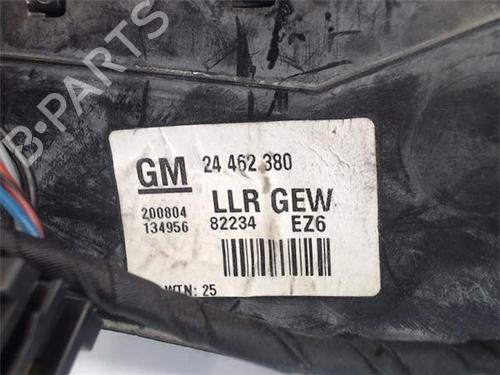 B-PARTS
GM 24 462 380
LLR GEW
200804 82234 EZ6
134956
WTN: 25